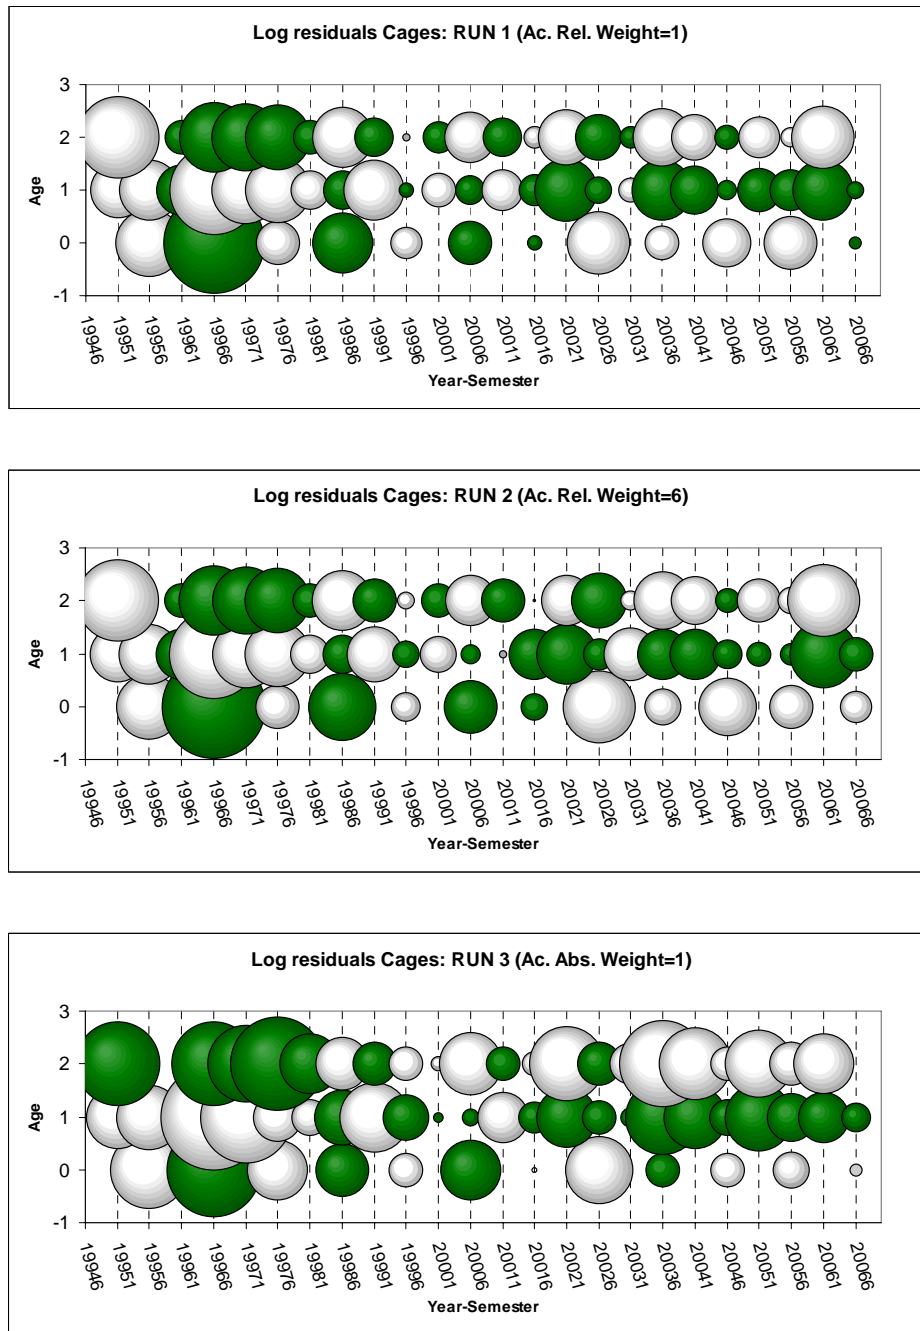 Log residuals Cages: RUN 1 (Ac. Rel. Weight=1)
3
2
1
0
-1
Age
19946 19951 19956 19961 19966 19971 19976 19981 19986 19991 19996 20001 20006 20011 20016 20021 20026 20031 20036 20041 20046 20051 20056 20061 20066
Year-Semester
Log residuals Cages: RUN 2 (Ac. Rel. Weight=6)
3
2
1
0
-1
Age
19946 19951 19956 19961 19966 19971 19976 19981 19986 19991 19996 20001 20006 20011 20016 20021 20026 20031 20036 20041 20046 20051 20056 20061 20066
Year-Semester
Log residuals Cages: RUN 3 (Ac. Abs. Weight=1)
3
2
1
0
-1
Age
19946 19951 19956 19961 19966 19971 19976 19981 19986 19991 19996 20001 20006 20011 20016 20021 20026 20031 20036 20041 20046 20051 20056 20061 20066
Year-Semester